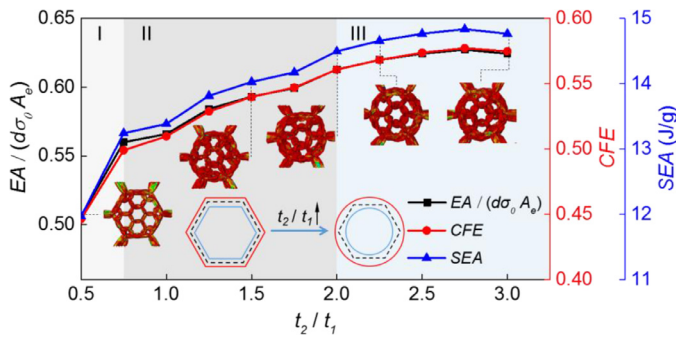 I II III
0.65 0.60 0.55 0.50
EA / (dσ₀ Aₑ)
0.60 0.55 0.50 0.45 0.40
CFE
15 14 13 12 11
SEA (J/g)
t₂ / t₁ ↑
EA / (dσ₀ Aₑ)
CFE
SEA
0.5 1.0 1.5 2.0 2.5 3.0
t₂ / t₁